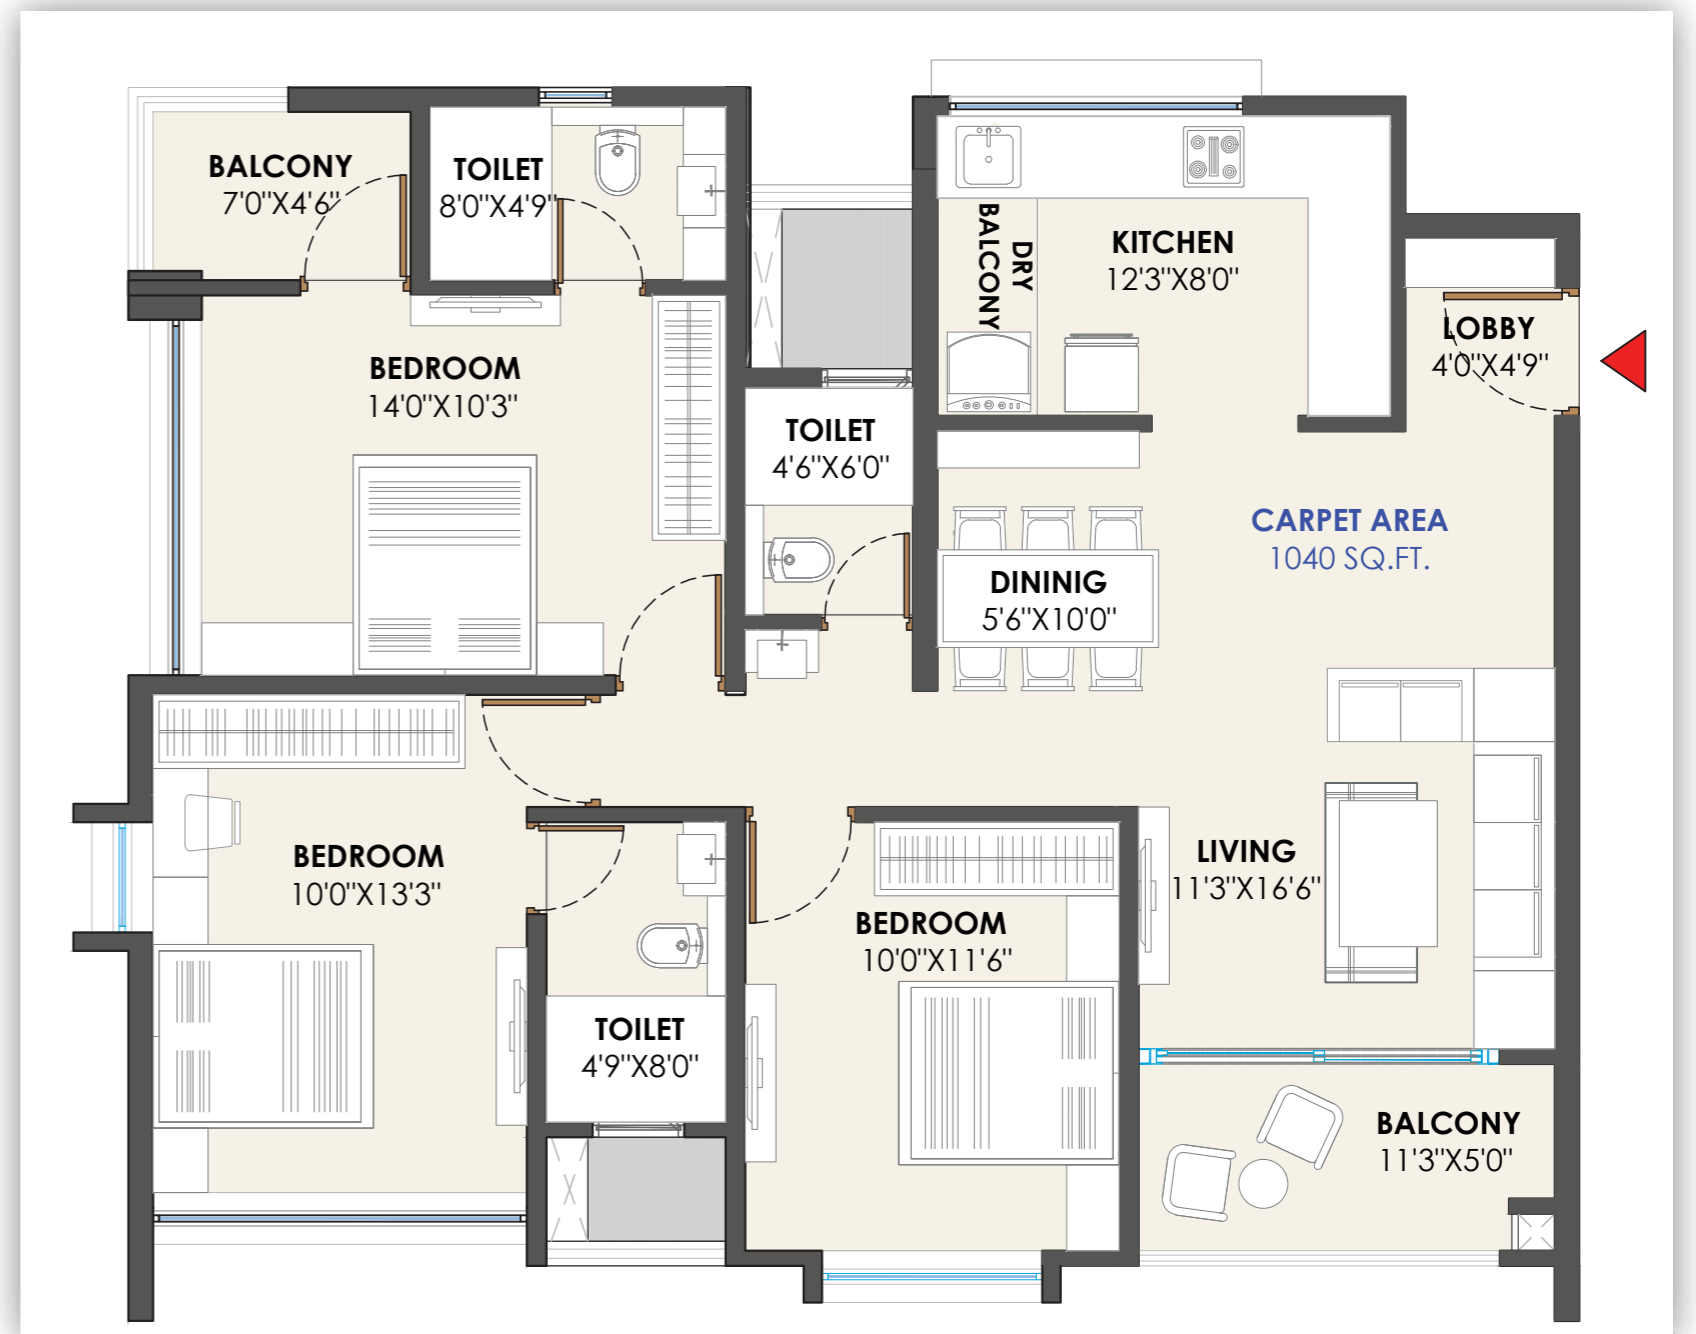 BALCONY
7'0"X4'6"
TOILET
8'0"X4'9"
DRY
BALCONY
KITCHEN
12'3"X8'0"
LOBBY
4'0"X4'9"
BEDROOM
14'0"X10'3"
TOILET
4'6"X6'0"
CARPET AREA
1040 SQ.FT.
DININIG
5'6"X10'0"
BEDROOM
10'0"X13'3"
LIVING
11'3"X16'6"
BEDROOM
10'0"X11'6"
TOILET
4'9"X8'0"
BALCONY
11'3"X5'0"